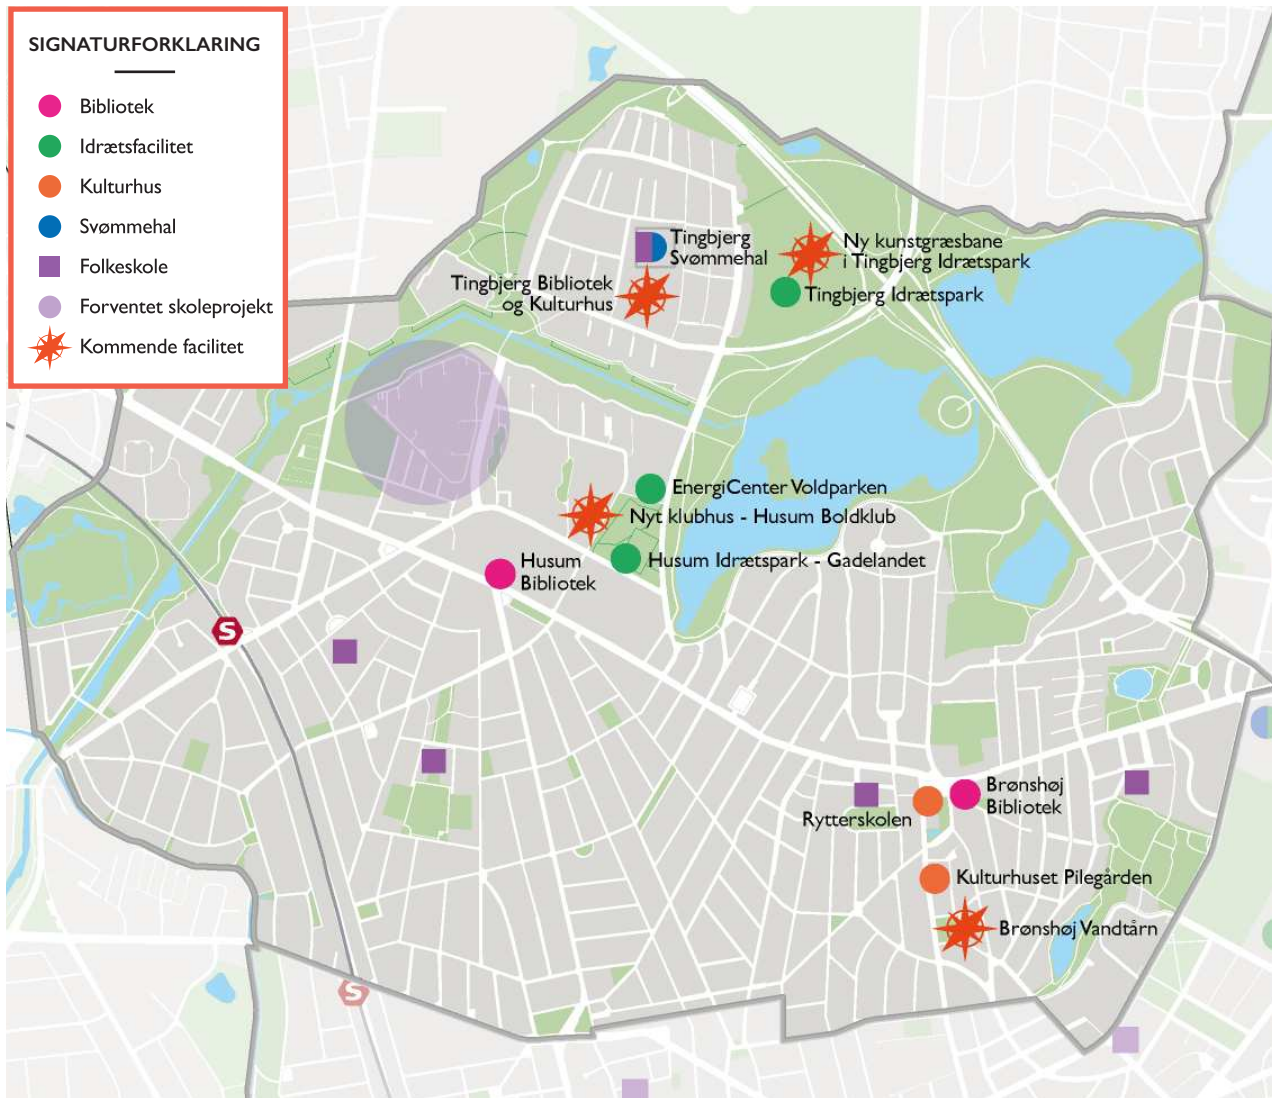 SIGNATURFORKLARING
Bibliotek
Idrætsfacilitet
Kulturhus
Svømmehal
Folkeskole
Forventet skoleprojekt
Kommende facilitet
Tingbjerg
Svømmehal
Ny kunstgræsbane
i Tingbjerg Idrætspark
Tingbjerg Bibliotek
og Kulturhus
Tingbjerg Idrætspark
EnergiCenter Voldparken
Nyt klubhus - Husum Boldklub
Husum Idrætspark - Gadelandet
Husum
Bibliotek
S
Brønshøj
Bibliotek
Rytterskolen
Kulturhuset Pilegården
Brønshøj Vandtårn
S